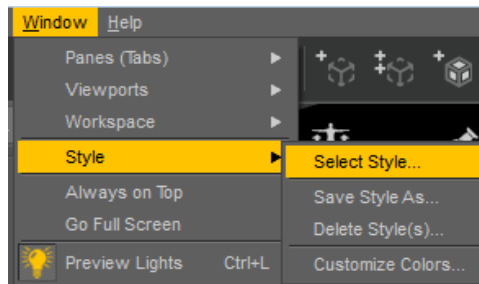 Window Help
Panes (Tabs)
Viewports
Workspace
Style
Select Style...
Always on Top
Save Style As...
Go Full Screen
Delete Style(s)...
Preview Lights Ctrl+L
Customize Colors...